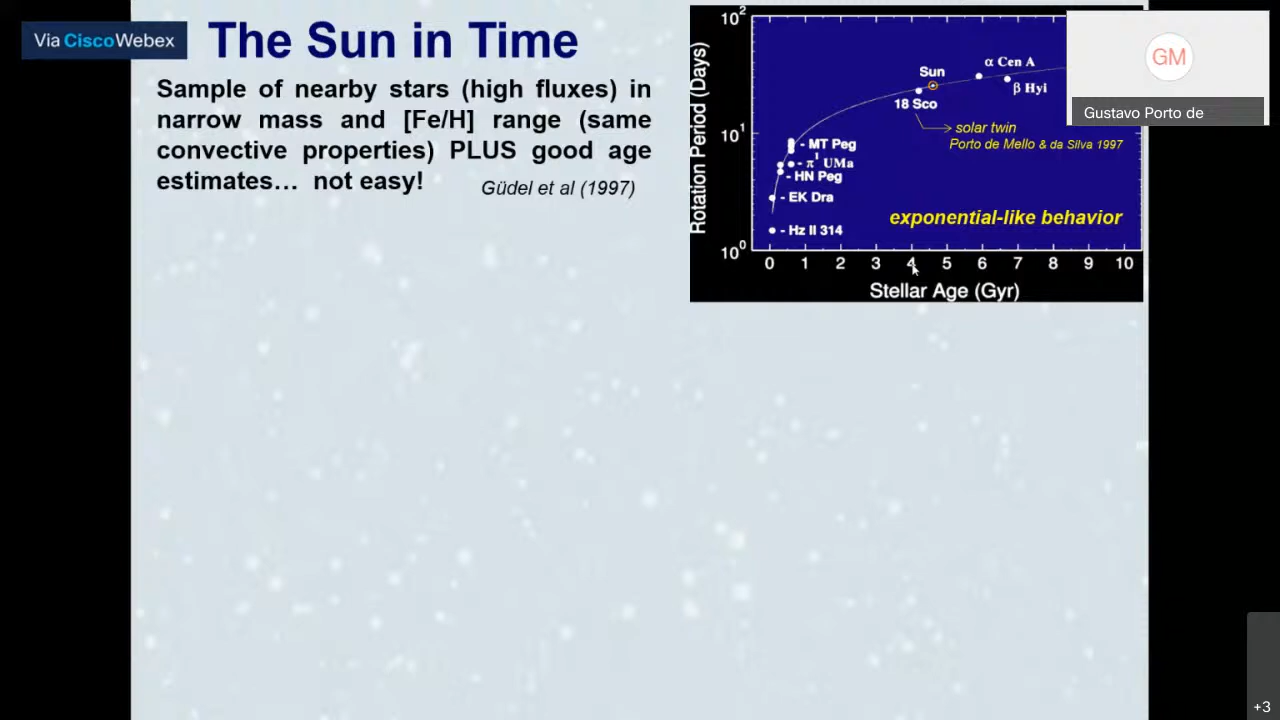 Via CiscoWebex
The Sun in Time
Sample of nearby stars (high fluxes) in
narrow mass and [Fe/H] range (same
convective properties) PLUS good age
estimates… not easy!
Güdel et al (1997)
Rotation Period (Days)
10²
10¹
10⁰
Sun
α Cen A
β Hyi
18 Sco
solar twin
Porto de Mello & da Silva 1997
- MT Peg
- π¹ UMa
- HN Peg
- EK Dra
- Hz II 314
exponential-like behavior
0 1 2 3 4 5 6 7 8 9 10
Stellar Age (Gyr)
GM
Gustavo Porto de
+3